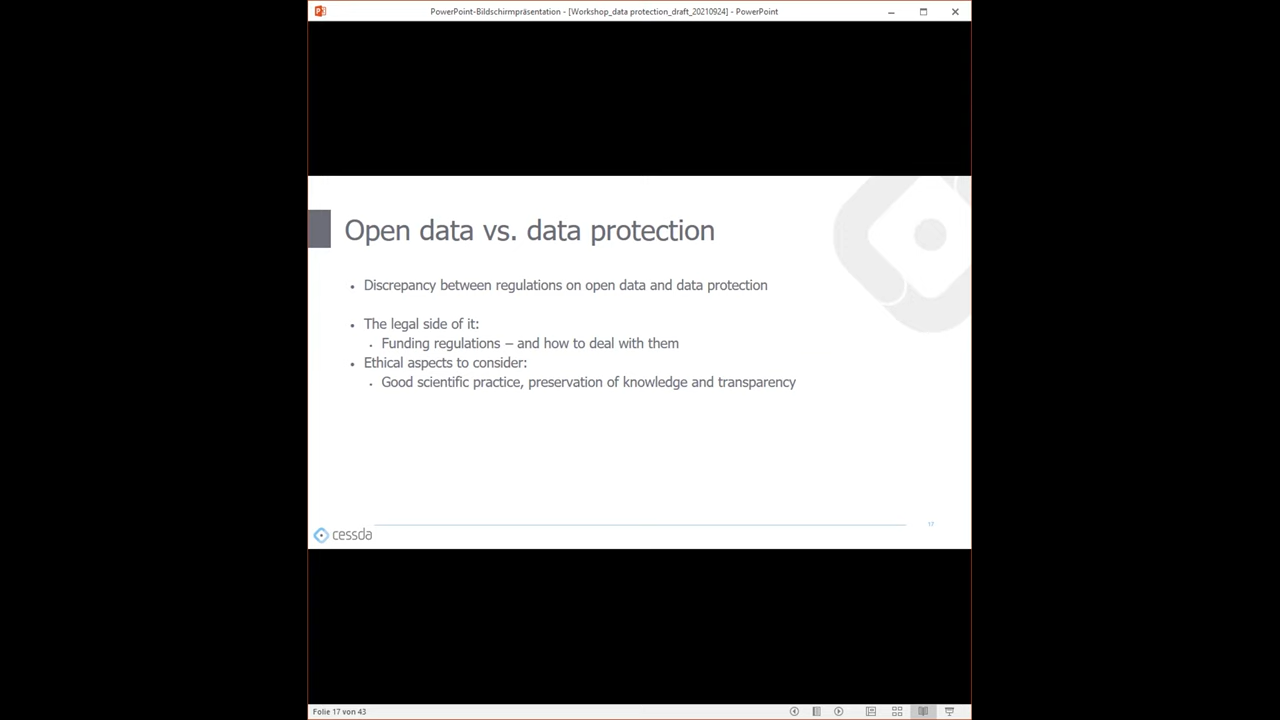 PowerPoint-Bildschirmpräsentation - [Workshop_data protection_draft_20210924] - PowerPoint
Open data vs. data protection
• Discrepancy between regulations on open data and data protection
• The legal side of it:
• Funding regulations – and how to deal with them
• Ethical aspects to consider:
• Good scientific practice, preservation of knowledge and transparency
17
cessda
Folie 17 von 43